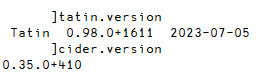 ]tatin.version
Tatin 0.98.0+1611 2023-07-05
]cider.version
0.35.0+410